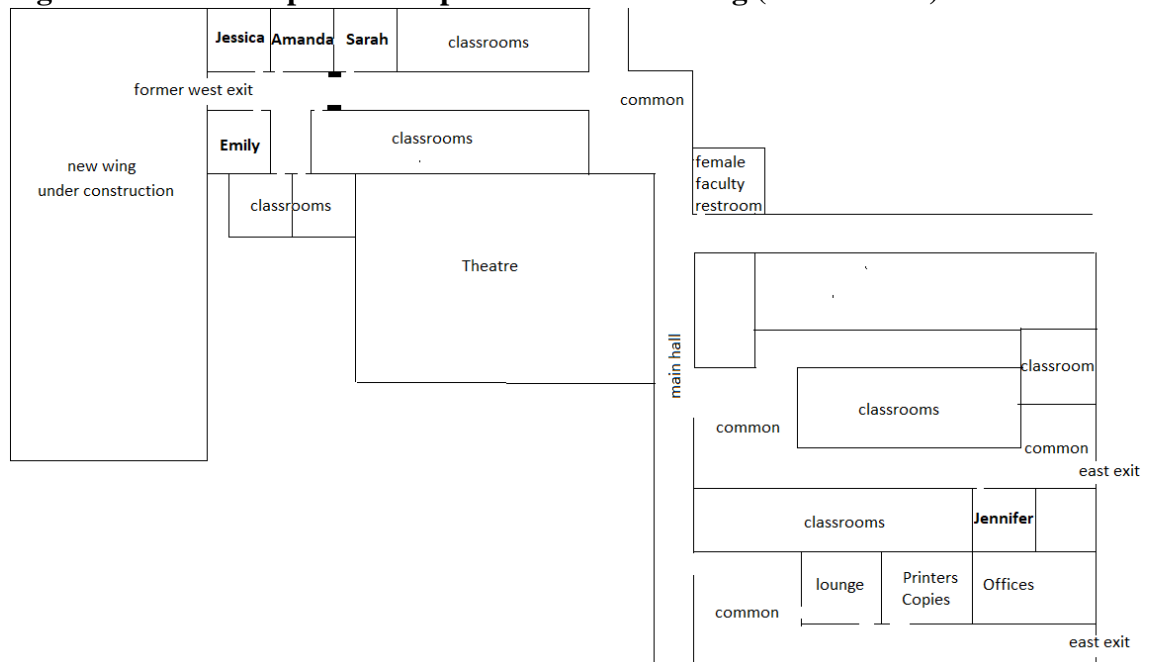 Jessica Amanda Sarah classrooms
former west exit
common
Emily
classrooms
new wing
under construction
female
faculty
restroom
classrooms
Theatre
main hall
classroom
classrooms
common
common
east exit
classrooms
Jennifer
lounge
Printers
Copies
Offices
common
east exit